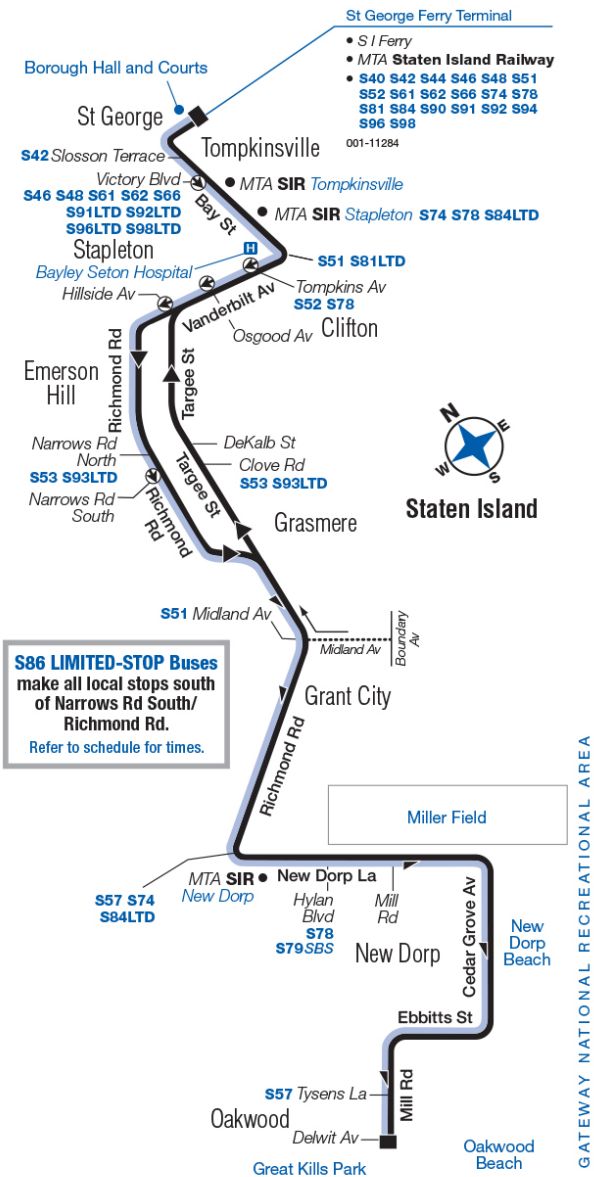 St George Ferry Terminal
• S I Ferry
• MTA Staten Island Railway
• S40 S42 S44 S46 S48 S51
S52 S61 S62 S66 S74 S78
S81 S84 S90 S91 S92 S94
S96 S98
001-11284
Borough Hall and Courts
St George
Tompkinsville
S42 Slosson Terrace
Victory Blvd
S46 S48 S61 S62 S66
S91LTD S92LTD
S96LTD S98LTD
• MTA SIR Tompkinsville
Bay St
• MTA SIR Stapleton S74 S78 S84LTD
Stapleton
H
Bayley Seton Hospital
S51 S81LTD
Hillside Av
Tompkins Av
S52 S78
Vanderbilt Av
Osgood Av
Clifton
Richmond Rd
Targee St
Emerson
Hill
N
E
W
S
Staten Island
Narrows Rd
North
S53 S93LTD
Narrows Rd
South
DeKalb St
Clove Rd
S53 S93LTD
Targee St
Richmond
Rd
Grasmere
S51 Midland Av
Midland Av
Boundary
Av
S86 LIMITED-STOP Buses
make all local stops south
of Narrows Rd South/
Richmond Rd.
Refer to schedule for times.
Grant City
Richmond Rd
Miller Field
GATEWAY NATIONAL RECREATIONAL AREA
S57 S74
S84LTD
MTA SIR •
New Dorp
New Dorp La
Hylan
Blvd
S78
S79SBS
Mill
Rd
New Dorp
Cedar Grove Av
New
Dorp
Beach
Ebbitts St
S57 Tysens La
Mill Rd
Oakwood
Delwit Av
Great Kills Park
Oakwood
Beach